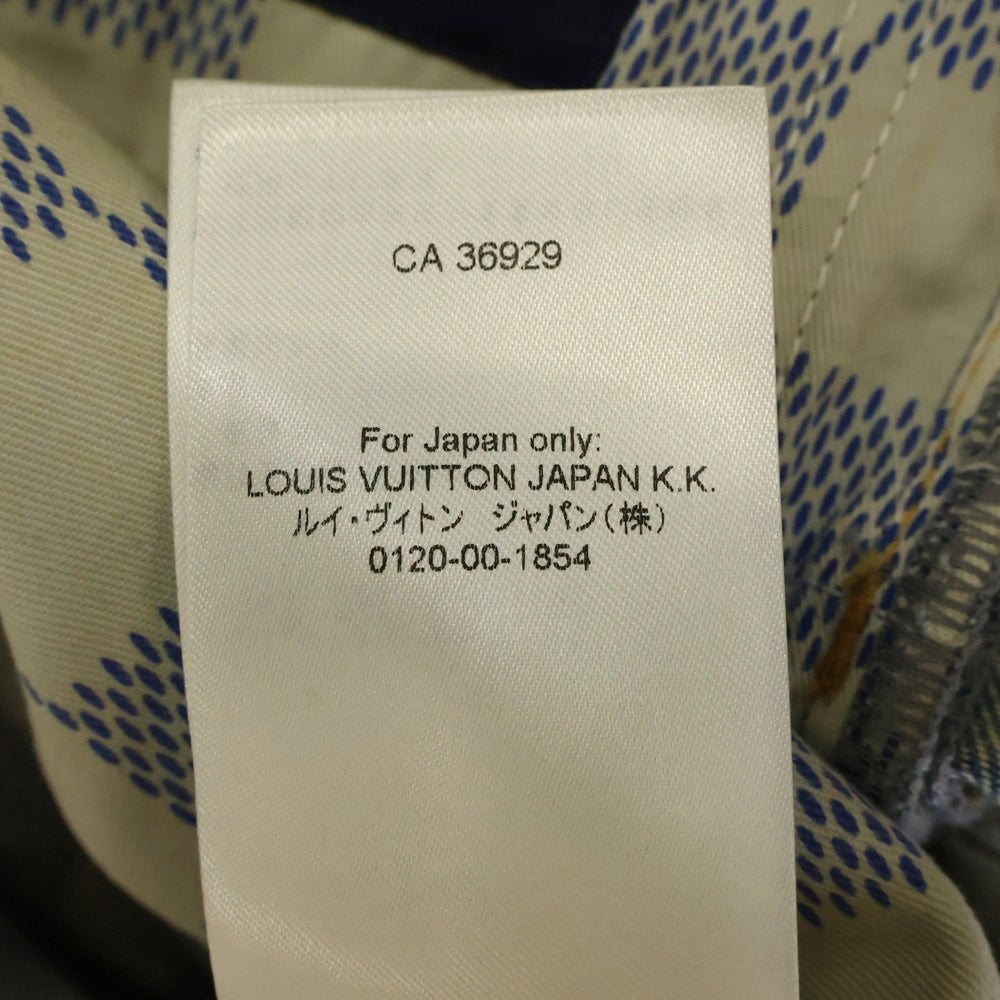 CA 36929
For Japan only:
LOUIS VUITTON JAPAN K.K.
ルイ・ヴィトン ジャパン(株)
0120-00-1854